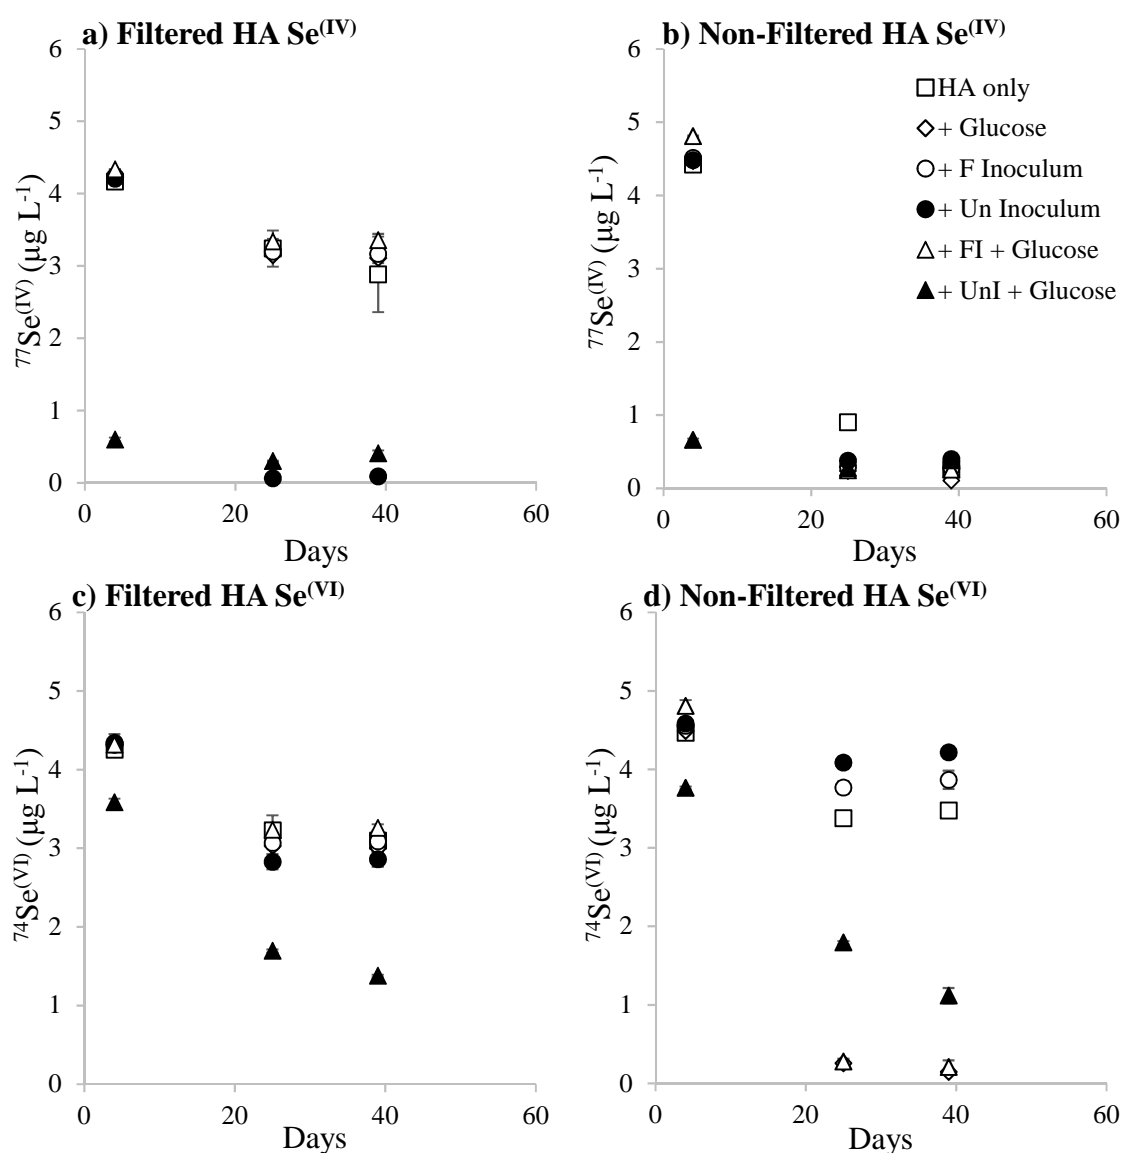 a) Filtered HA Se(IV)
6
5
4
3
2
1
0
0 20 40 60
77Se(IV) (µg L-1)
Days
b) Non-Filtered HA Se(IV)
6
5
4
3
2
1
0
0 20 40 60
77Se(IV) (µg L-1)
Days
HA only
+ Glucose
+ F Inoculum
+ Un Inoculum
+ FI + Glucose
+ UnI + Glucose
c) Filtered HA Se(VI)
6
5
4
3
2
1
0
0 20 40 60
74Se(VI) (µg L-1)
Days
d) Non-Filtered HA Se(VI)
6
5
4
3
2
1
0
0 20 40 60
74Se(VI) (µg L-1)
Days